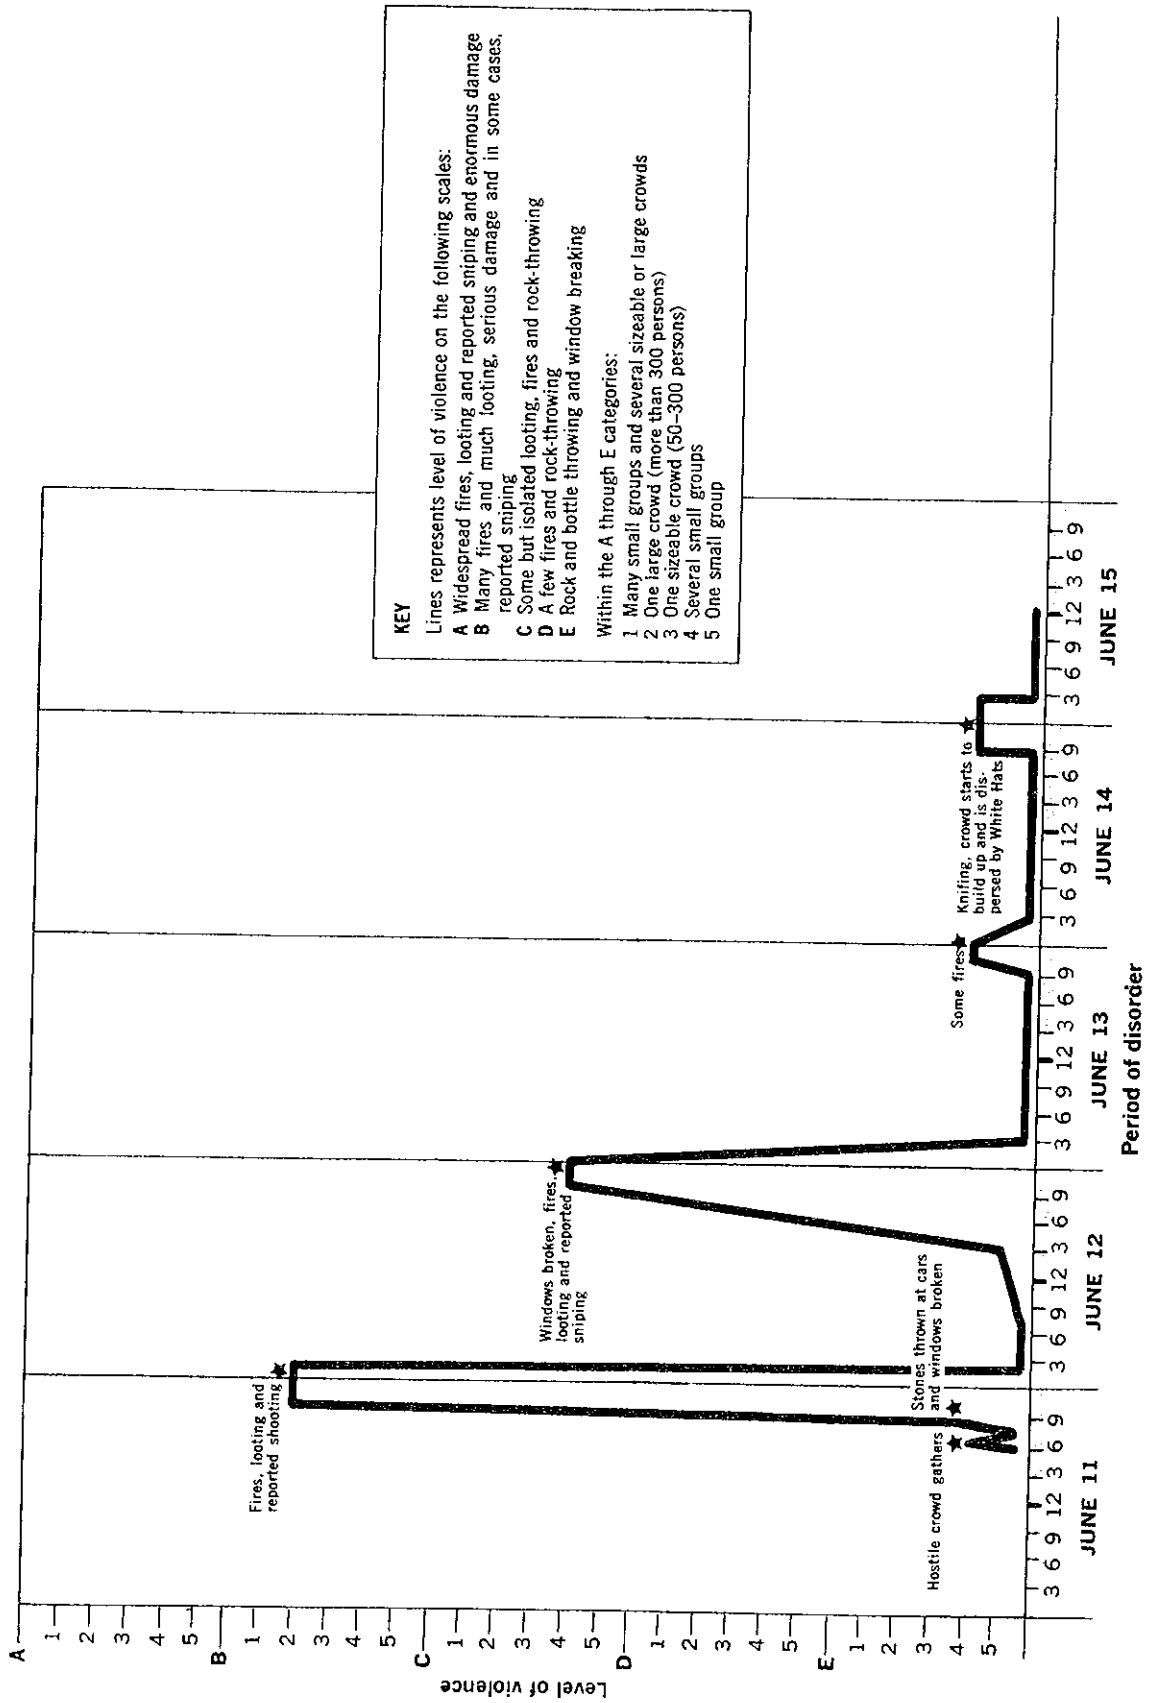 Level of violence
A
1
2
3
4
5
B
1
2
3
4
5
C
1
2
3
4
5
D
1
2
3
4
5
E
1
2
3
4
5
Fires, looting and
reported shooting
Hostile crowd gathers
Stones thrown at cars
and windows broken
Windows broken, fires,
looting and reported
sniping
Some fires
Knifing, crowd starts to
build up and is dis-
persed by White Hats
KEY
Lines represents level of violence on the following scales:
A Widespread fires, looting and reported sniping and enormous damage
B Many fires and much looting, serious damage and in some cases,
reported sniping
C Some but isolated looting, fires and rock-throwing
D A few fires and rock-throwing
E Rock and bottle throwing and window breaking
Within the A through E categories:
1 Many small groups and several sizeable or large crowds
2 One large crowd (more than 300 persons)
3 One sizeable crowd (50–300 persons)
4 Several small groups
5 One small group
3 6 9 12 3 6 9 3 6 9 12 3 6 9 3 6 9 12 3 6 9 3 6 9 12 3 6 9 3 6 9 12 3 6 9
JUNE 11 JUNE 12 JUNE 13 JUNE 14 JUNE 15
Period of disorder